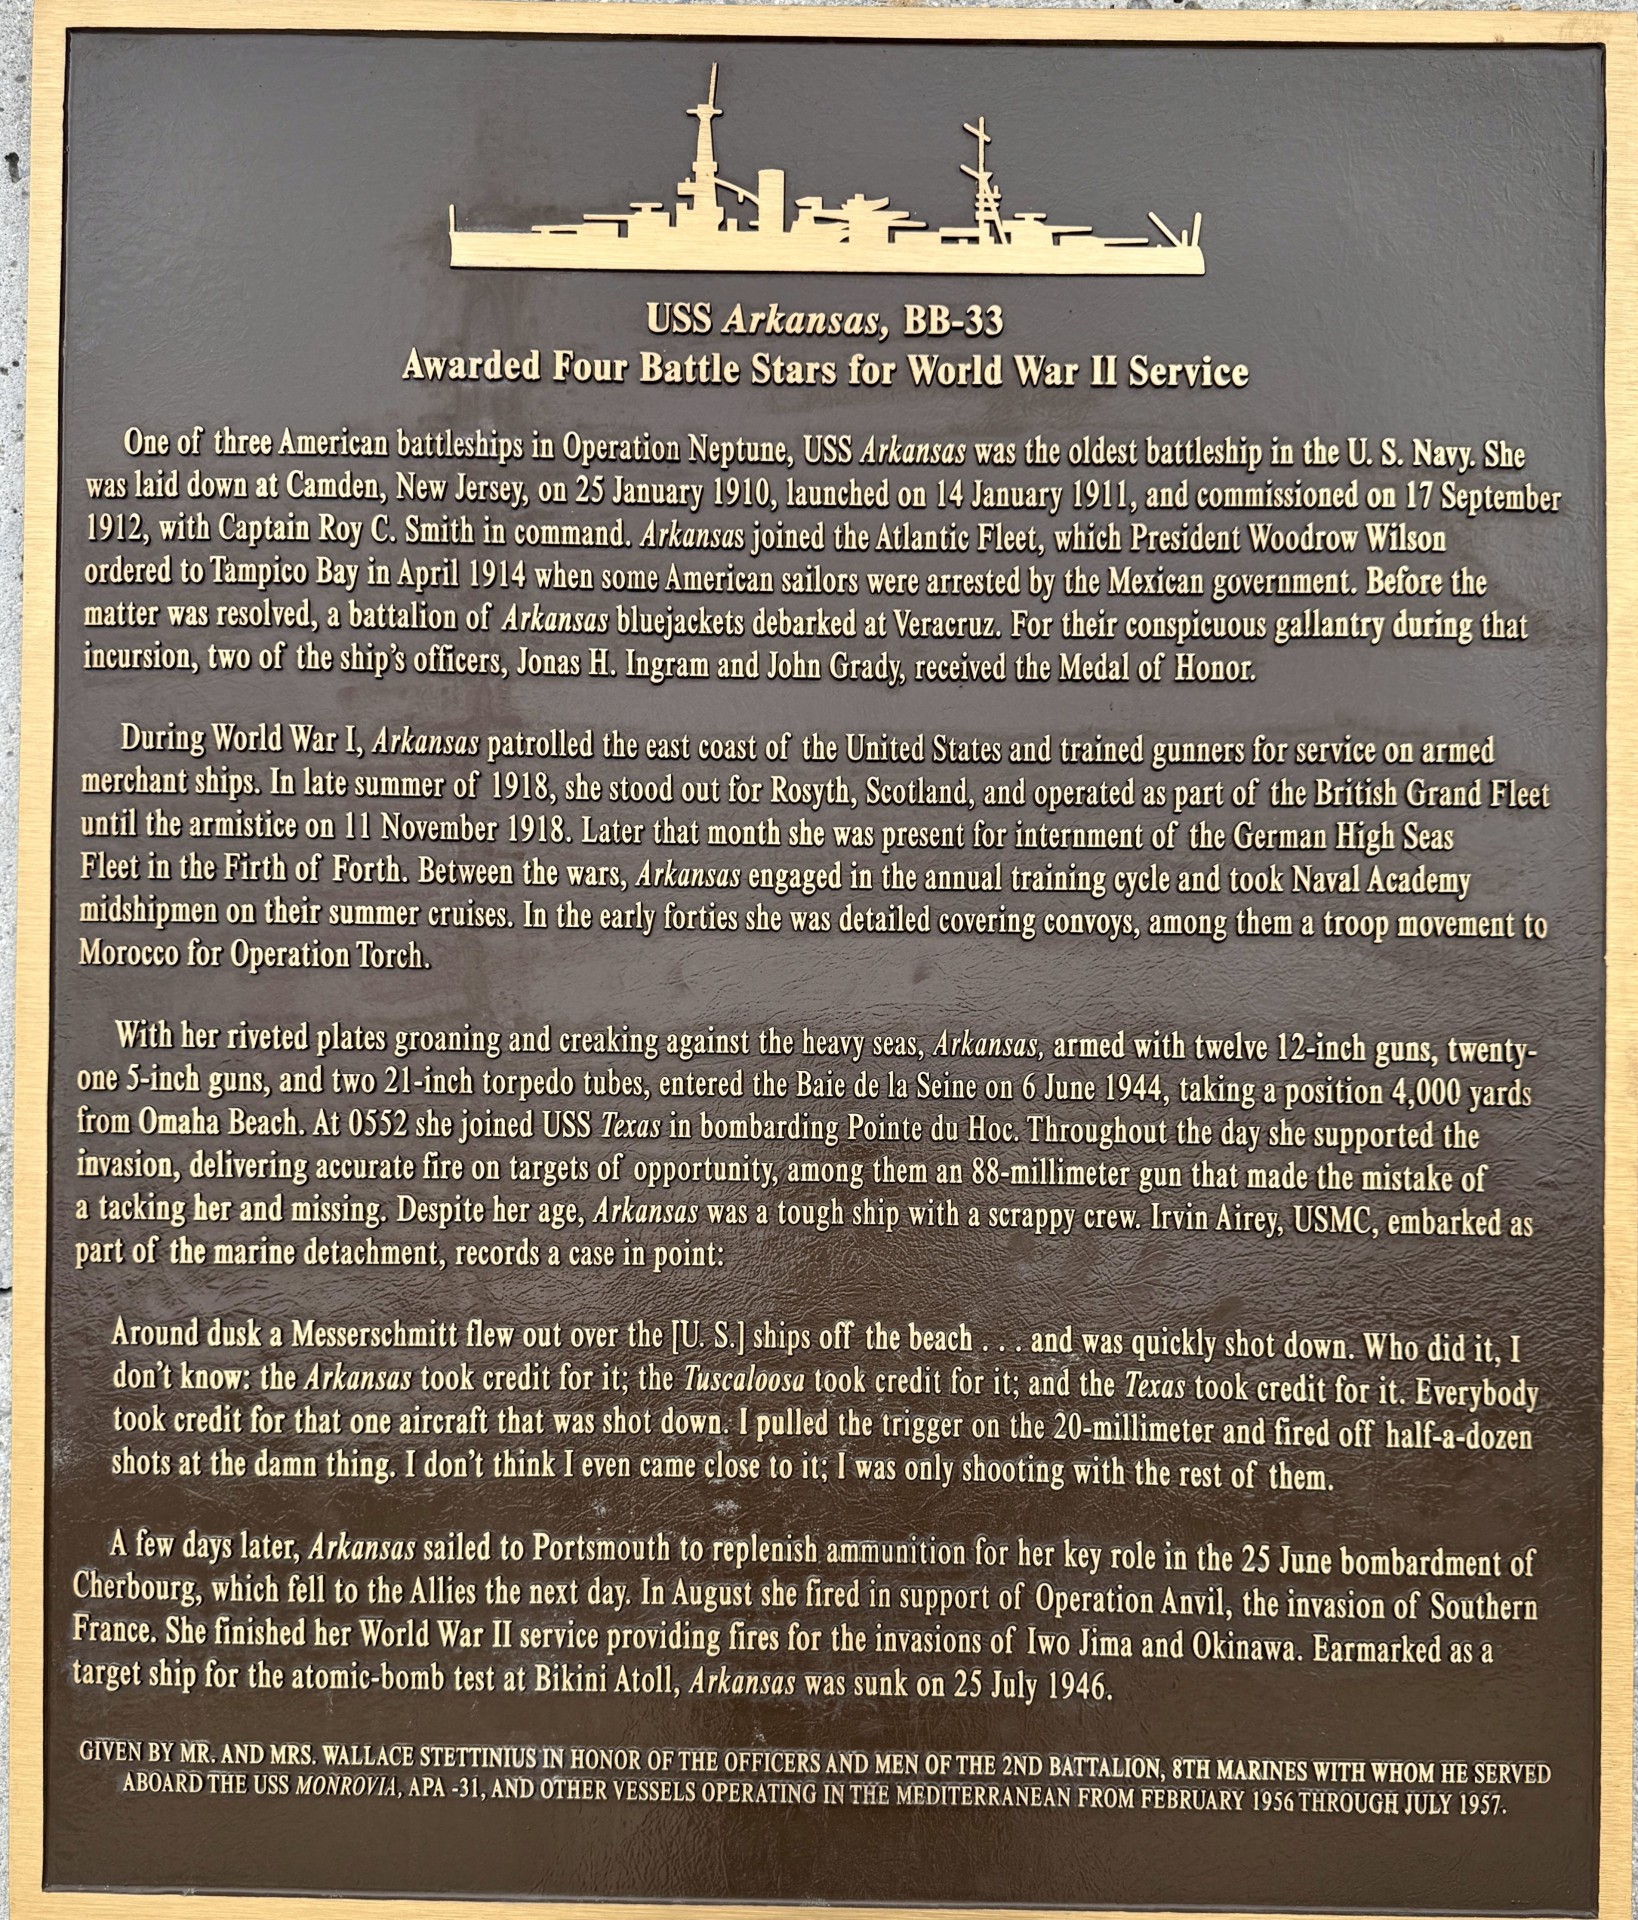 USS Arkansas, BB-33
Awarded Four Battle Stars for World War II Service
One of three American battleships in Operation Neptune, USS Arkansas was the oldest battleship in the U. S. Navy. She
was laid down at Camden, New Jersey, on 25 January 1910, launched on 14 January 1911, and commissioned on 17 September
1912, with Captain Roy C. Smith in command. Arkansas joined the Atlantic Fleet, which President Woodrow Wilson
ordered to Tampico Bay in April 1914 when some American sailors were arrested by the Mexican government. Before the
matter was resolved, a battalion of Arkansas bluejackets debarked at Veracruz. For their conspicuous gallantry during that
incursion, two of the ship's officers, Jonas H. Ingram and John Grady, received the Medal of Honor.
During World War I, Arkansas patrolled the east coast of the United States and trained gunners for service on armed
merchant ships. In late summer of 1918, she stood out for Rosyth, Scotland, and operated as part of the British Grand Fleet
until the armistice on 11 November 1918. Later that month she was present for internment of the German High Seas
Fleet in the Firth of Forth. Between the wars, Arkansas engaged in the annual training cycle and took Naval Academy
midshipmen on their summer cruises. In the early forties she was detailed covering convoys, among them a troop movement to
Morocco for Operation Torch.
With her riveted plates groaning and creaking against the heavy seas, Arkansas, armed with twelve 12-inch guns, twenty-
one 5-inch guns, and two 21-inch torpedo tubes, entered the Baie de la Seine on 6 June 1944, taking a position 4,000 yards
from Omaha Beach. At 0552 she joined USS Texas in bombarding Pointe du Hoc. Throughout the day she supported the
invasion, delivering accurate fire on targets of opportunity, among them an 88-millimeter gun that made the mistake of
a tacking her and missing. Despite her age, Arkansas was a tough ship with a scrappy crew. Irvin Airey, USMC, embarked as
part of the marine detachment, records a case in point:
Around dusk a Messerschmitt flew out over the [U. S.] ships off the beach . . . and was quickly shot down. Who did it, I
don't know: the Arkansas took credit for it; the Tuscaloosa took credit for it; and the Texas took credit for it. Everybody
took credit for that one aircraft that was shot down. I pulled the trigger on the 20-millimeter and fired off half-a-dozen
shots at the damn thing. I don't think I even came close to it; I was only shooting with the rest of them.
A few days later, Arkansas sailed to Portsmouth to replenish ammunition for her key role in the 25 June bombardment of
Cherbourg, which fell to the Allies the next day. In August she fired in support of Operation Anvil, the invasion of Southern
France. She finished her World War II service providing fires for the invasions of Iwo Jima and Okinawa. Earmarked as a
target ship for the atomic-bomb test at Bikini Atoll, Arkansas was sunk on 25 July 1946.
GIVEN BY MR. AND MRS. WALLACE STETTINIUS IN HONOR OF THE OFFICERS AND MEN OF THE 2ND BATTALION, 8TH MARINES WITH WHOM HE SERVED
ABOARD THE USS MONROVIA, APA -31, AND OTHER VESSELS OPERATING IN THE MEDITERRANEAN FROM FEBRUARY 1956 THROUGH JULY 1957.